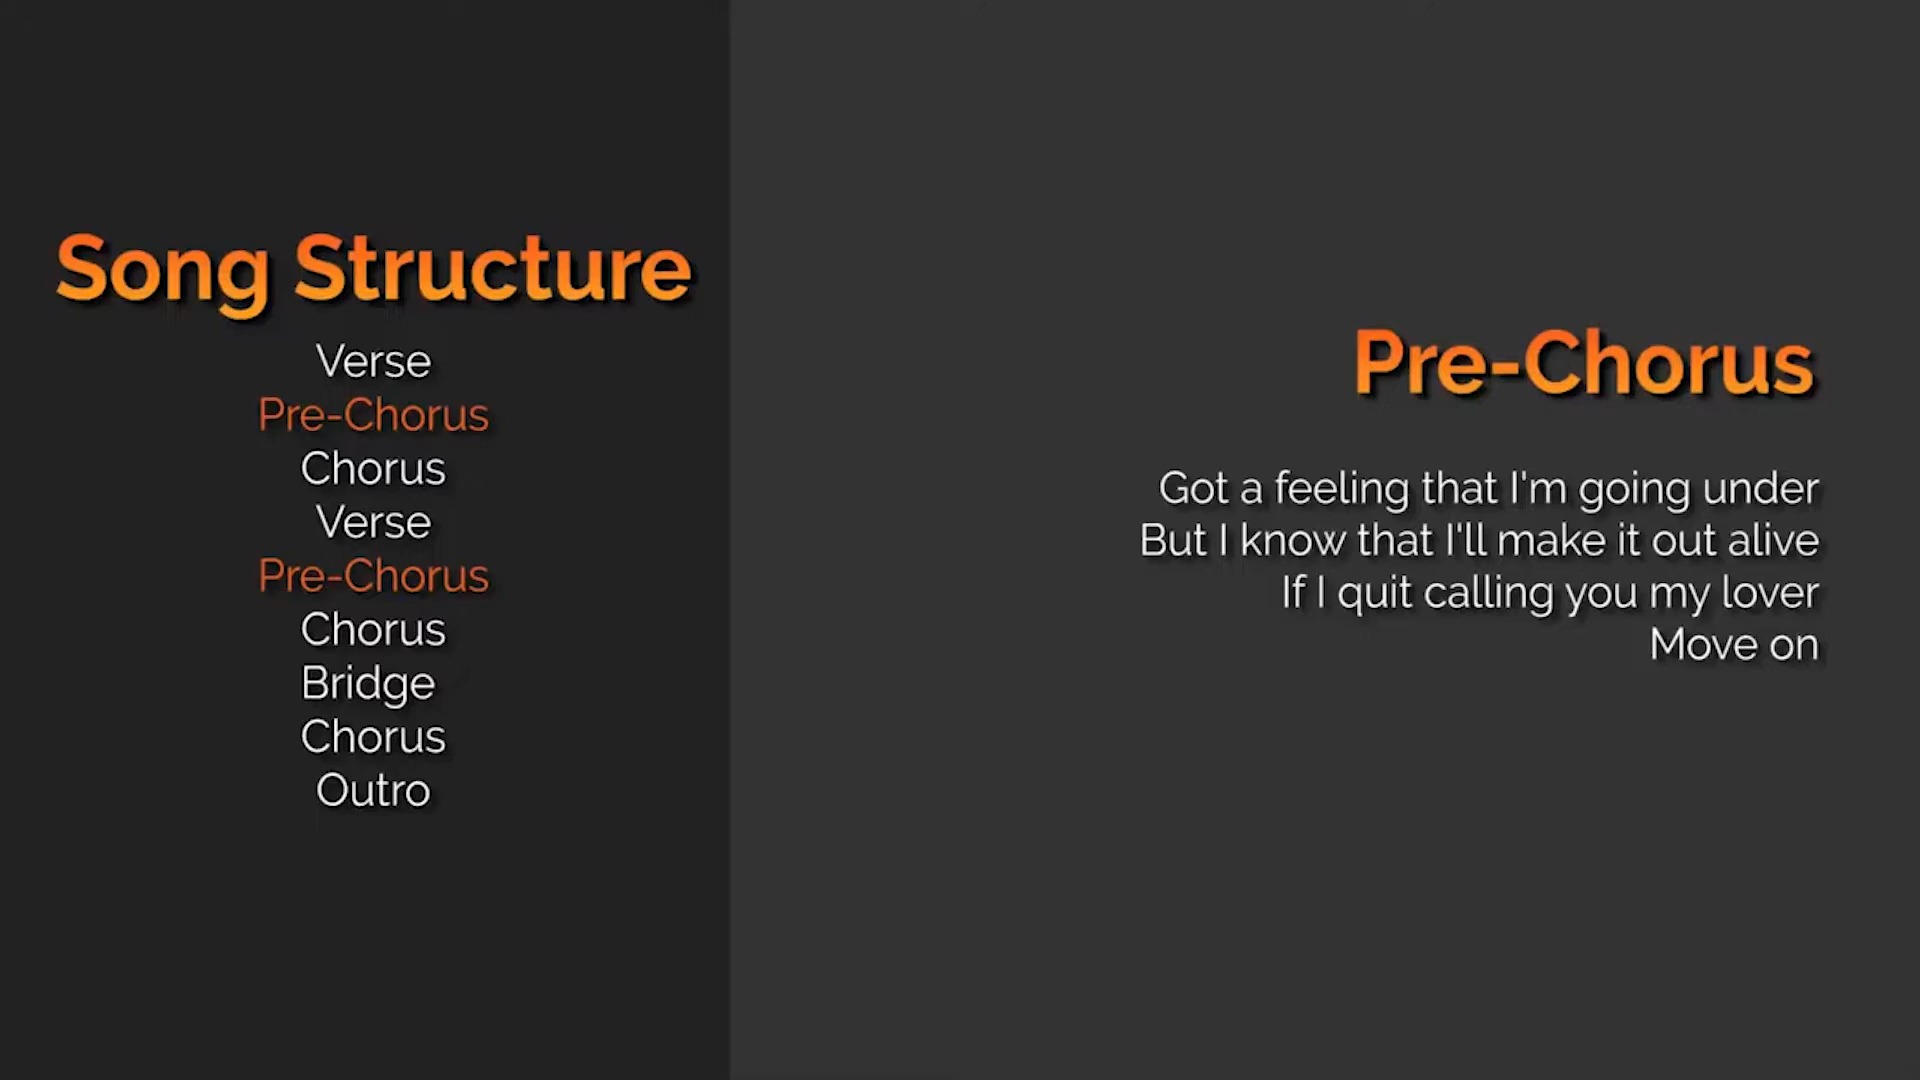 Song Structure
Verse
Pre-Chorus
Chorus
Verse
Pre-Chorus
Chorus
Bridge
Chorus
Outro
Pre-Chorus
Got a feeling that I'm going under
But I know that I'll make it out alive
If I quit calling you my lover
Move on